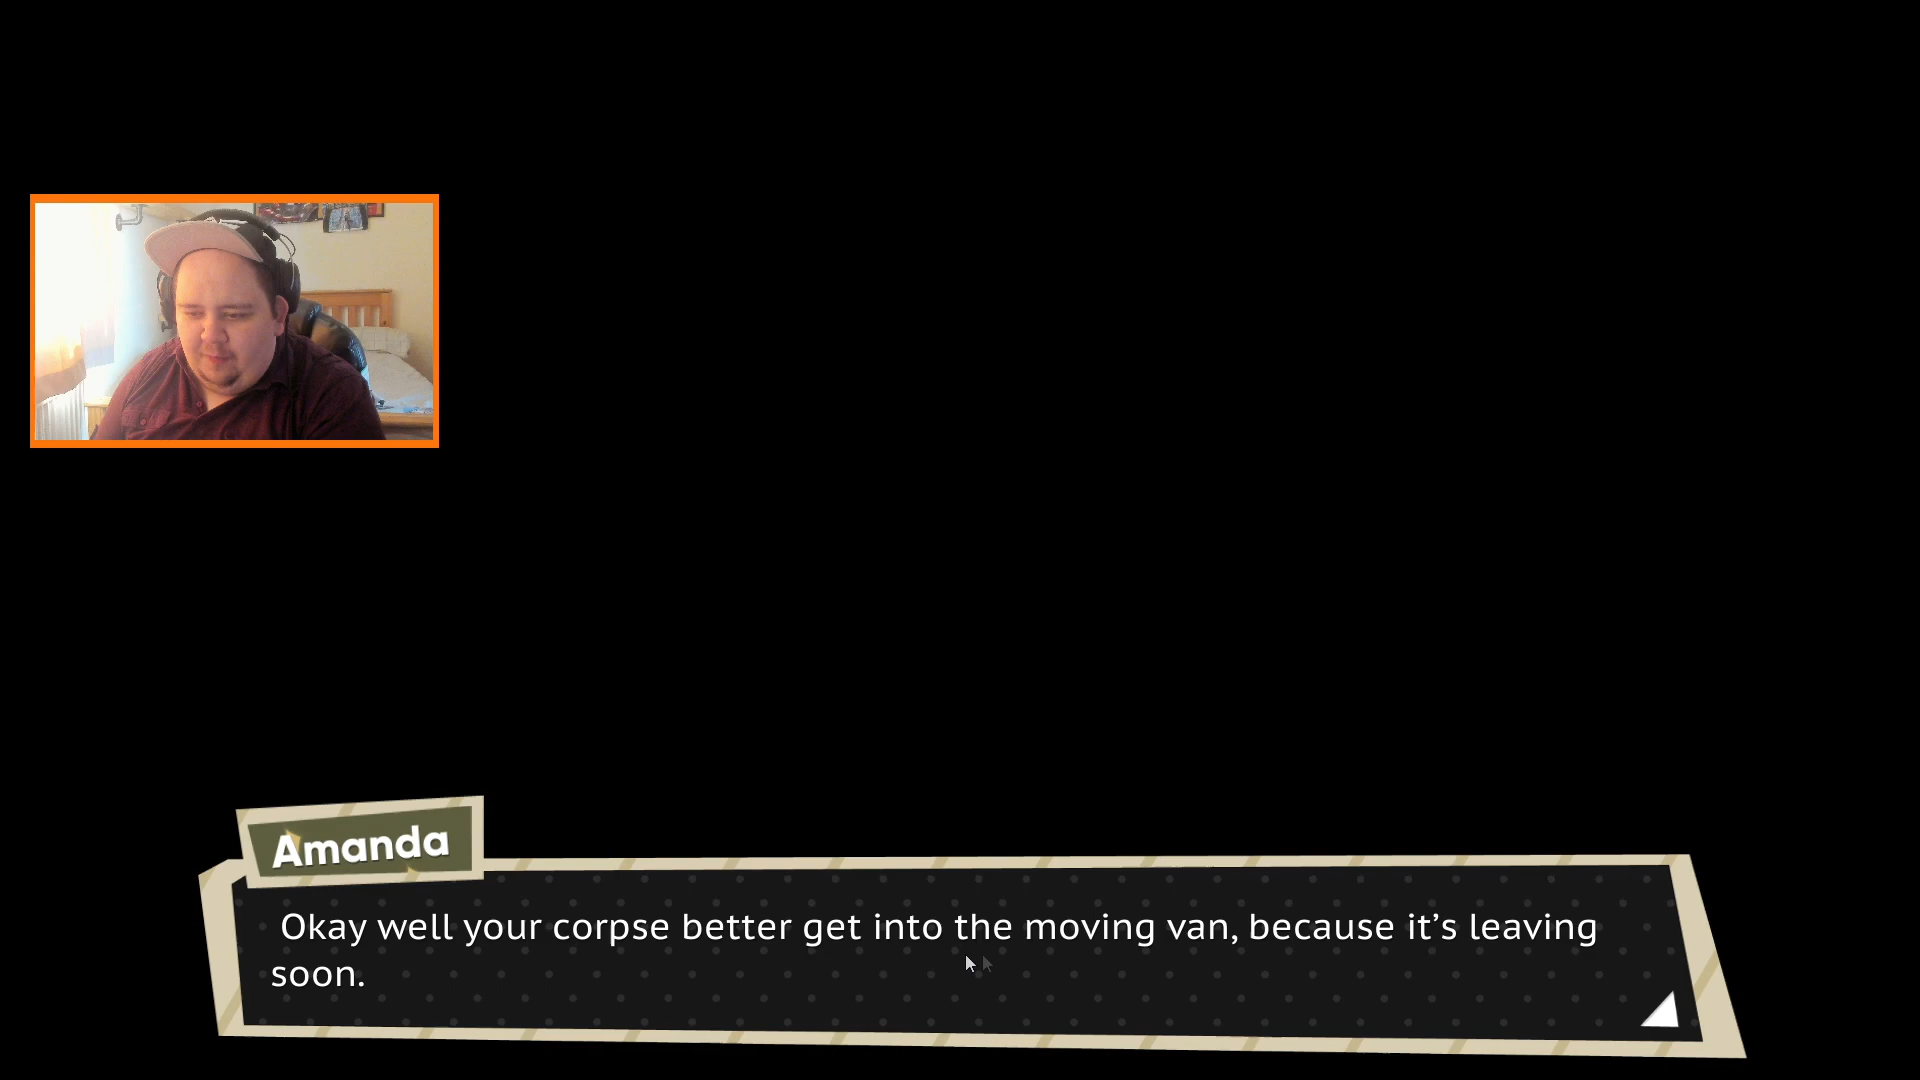 Amanda
Okay well your corpse better get into the moving van, because it’s leaving
soon.